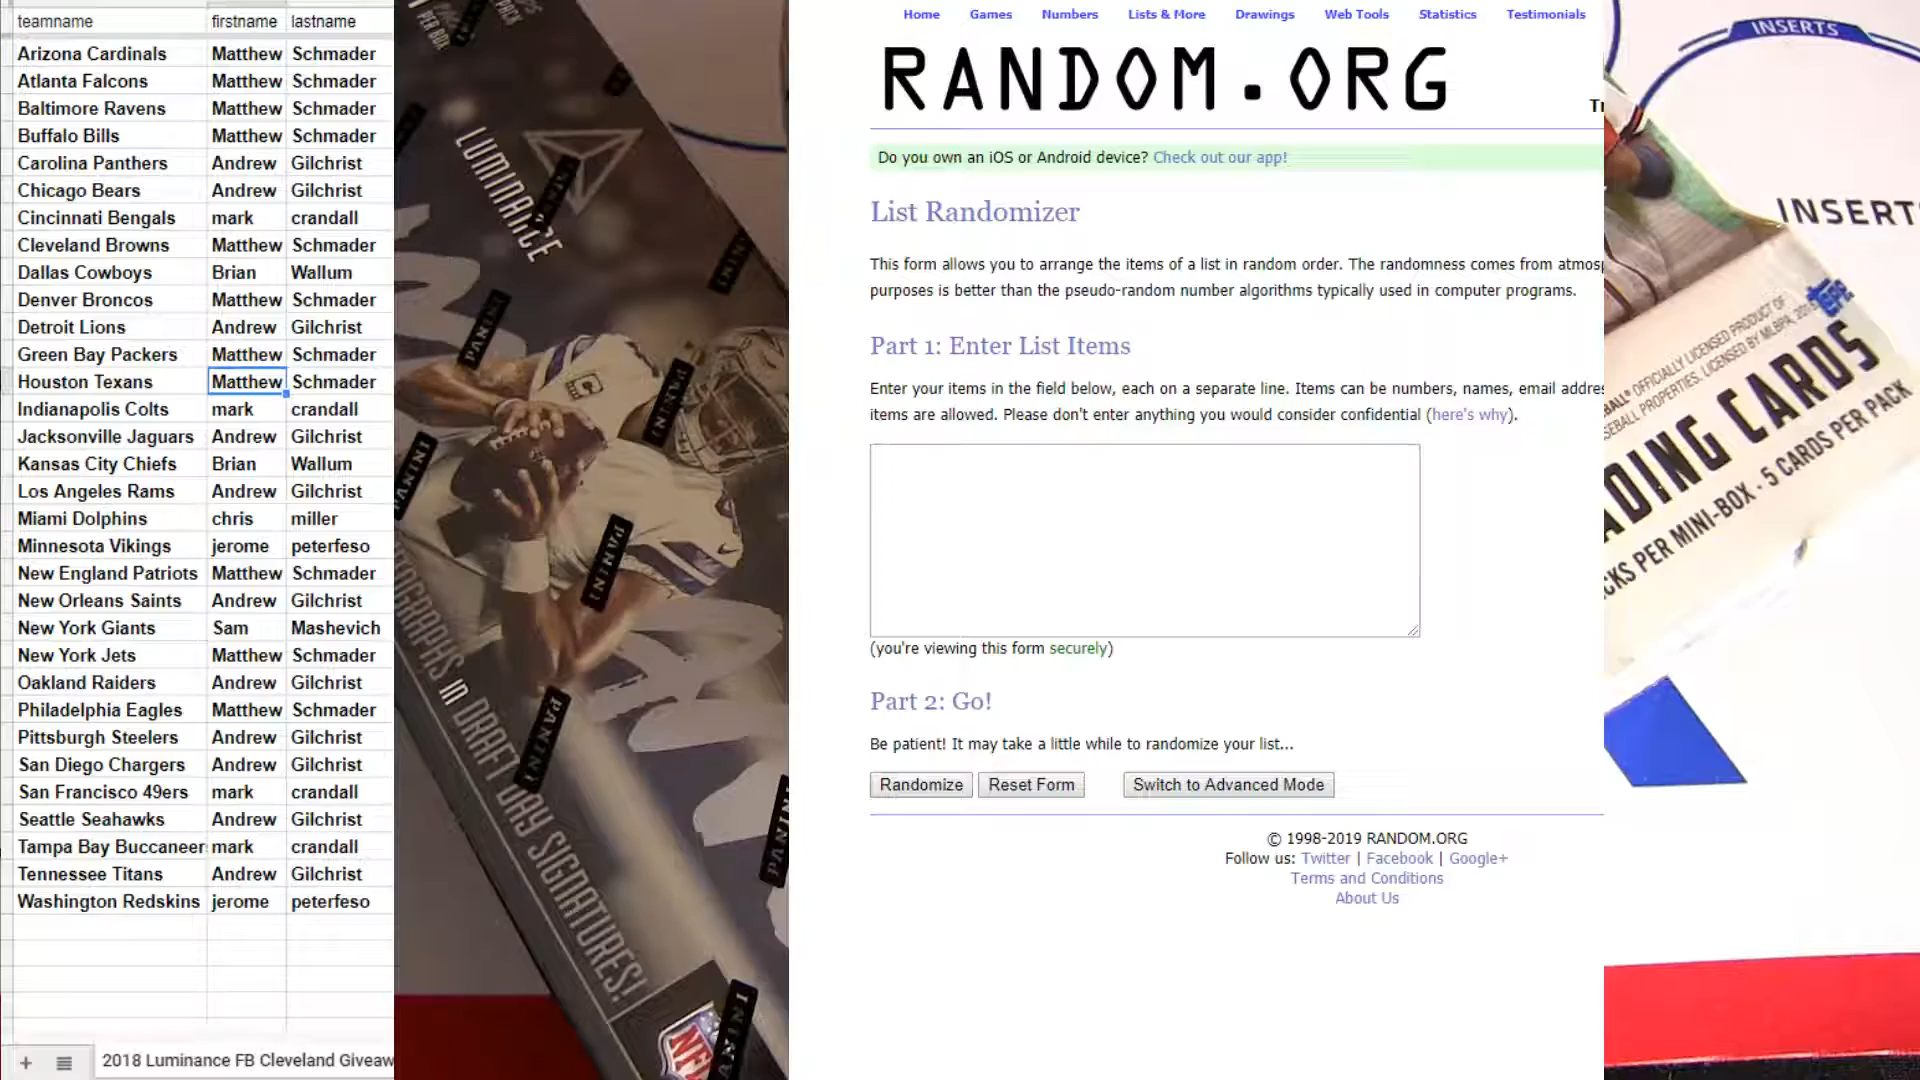 teamname firstname lastname
Arizona Cardinals Matthew Schmader
Atlanta Falcons Matthew Schmader
Baltimore Ravens Matthew Schmader
Buffalo Bills Matthew Schmader
Carolina Panthers Andrew Gilchrist
Chicago Bears Andrew Gilchrist
Cincinnati Bengals mark crandall
Cleveland Browns Matthew Schmader
Dallas Cowboys Brian Wallum
Denver Broncos Matthew Schmader
Detroit Lions Andrew Gilchrist
Green Bay Packers Matthew Schmader
Houston Texans Matthew Schmader
Indianapolis Colts mark crandall
Jacksonville Jaguars Andrew Gilchrist
Kansas City Chiefs Brian Wallum
Los Angeles Rams Andrew Gilchrist
Miami Dolphins chris miller
Minnesota Vikings jerome peterfeso
New England Patriots Matthew Schmader
New Orleans Saints Andrew Gilchrist
New York Giants Sam Mashevich
New York Jets Matthew Schmader
Oakland Raiders Andrew Gilchrist
Philadelphia Eagles Matthew Schmader
Pittsburgh Steelers Andrew Gilchrist
San Diego Chargers Andrew Gilchrist
San Francisco 49ers mark crandall
Seattle Seahawks Andrew Gilchrist
Tampa Bay Buccaneer mark crandall
Tennessee Titans Andrew Gilchrist
Washington Redskins jerome peterfeso
2018 Luminance FB Cleveland Giveaw
PER BOX
PACK
LUMINANCE
PANINI
PANINI
PANINI
PANINI
PANINI
PANINI
IN DRAFT DAY SIGNATURES!
NFL
Home Games Numbers Lists & More Drawings Web Tools Statistics Testimonials
RANDOM.ORG
Do you own an iOS or Android device? Check out our app!
List Randomizer
This form allows you to arrange the items of a list in random order. The randomness comes from atmosp
purposes is better than the pseudo-random number algorithms typically used in computer programs.
Part 1: Enter List Items
Enter your items in the field below, each on a separate line. Items can be numbers, names, email addre
items are allowed. Please don't enter anything you would consider confidential (here's why).
(you're viewing this form securely)
Part 2: Go!
Be patient! It may take a little while to randomize your list...
Randomize Reset Form Switch to Advanced Mode
© 1998-2019 RANDOM.ORG
Follow us: Twitter | Facebook | Google+
Terms and Conditions
About Us
INSERTS
INSERTS
OFFICIALLY LICENSED PRODUCT OF
PROPERTIES, LICENSED BY MLBPA
ADING CARDS
CKS PER MINI-BOX - 5 CARDS PER PACK